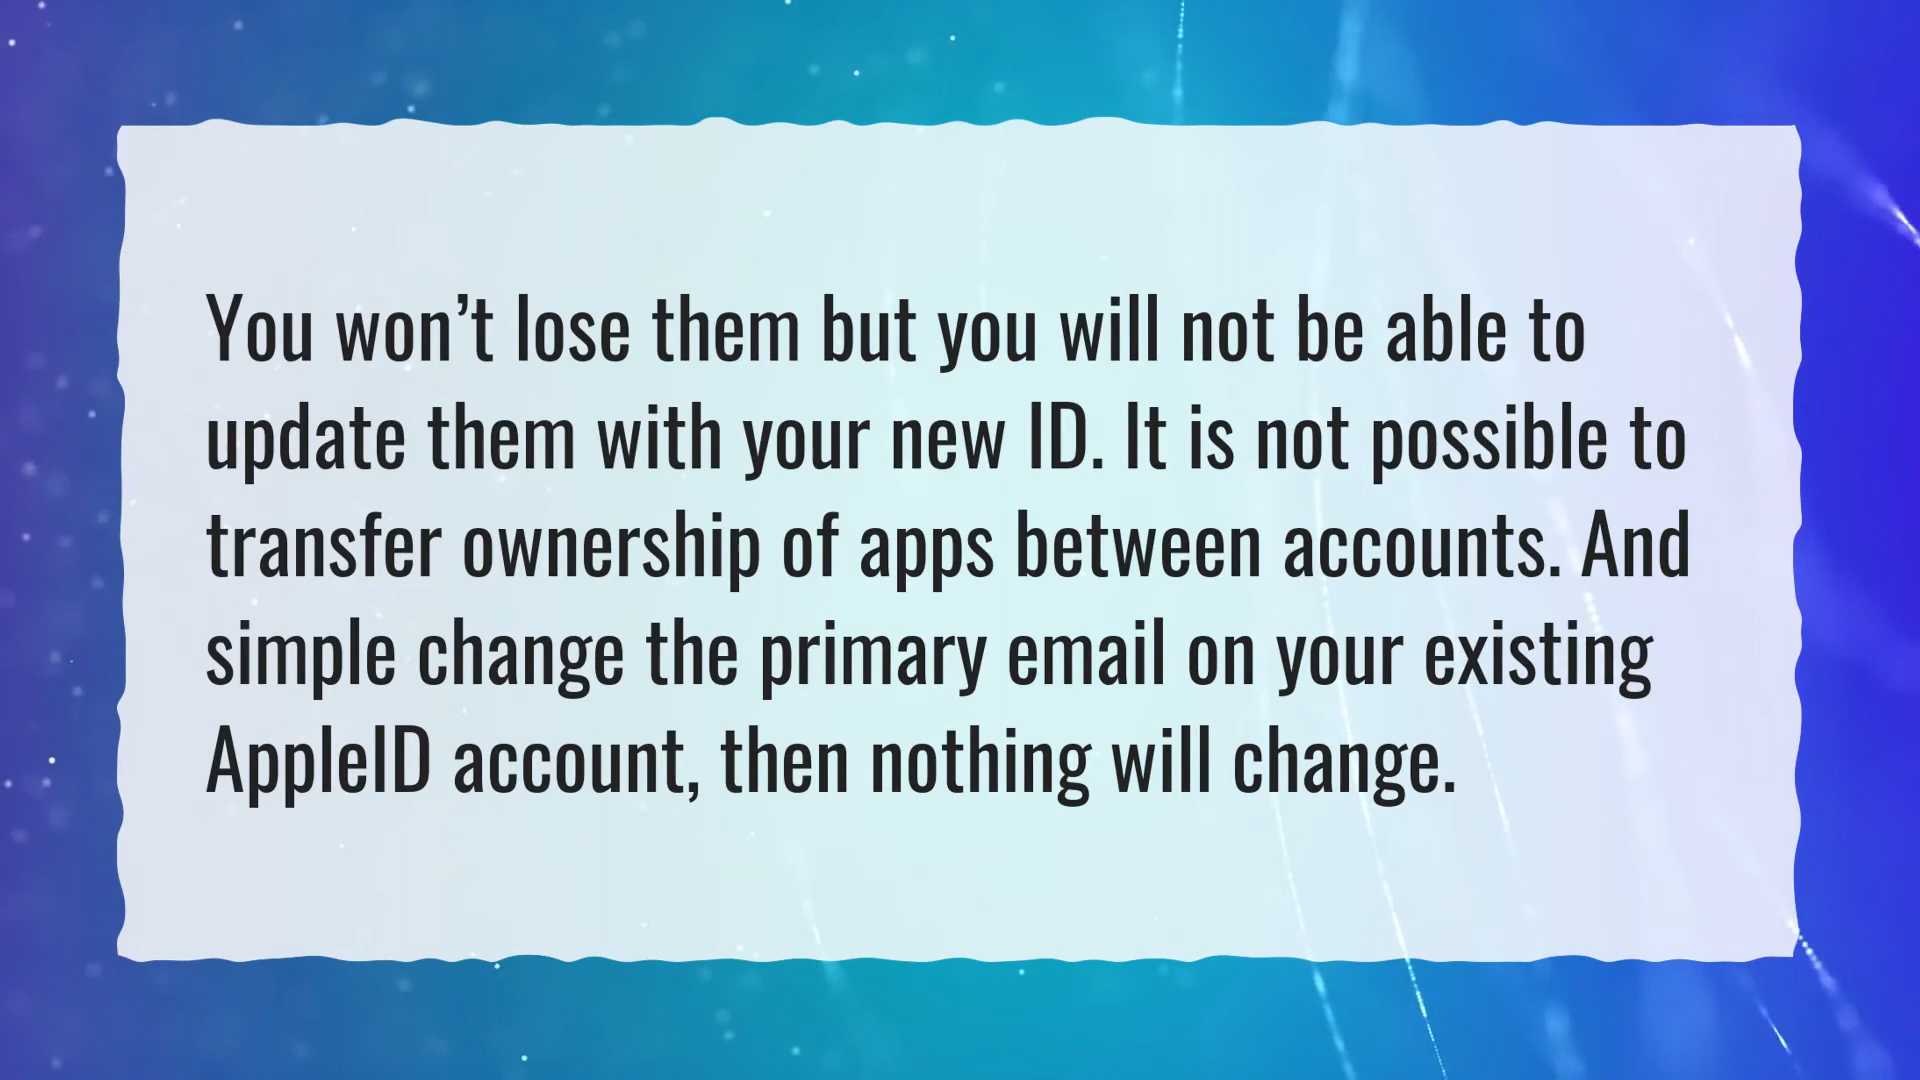 You won’t lose them but you will not be able to
update them with your new ID. It is not possible to
transfer ownership of apps between accounts. And
simple change the primary email on your existing
AppleID account, then nothing will change.